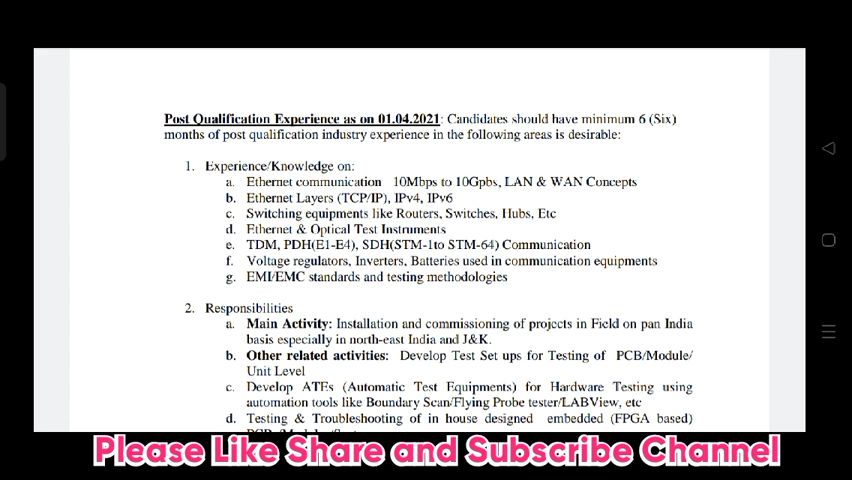 Post Qualification Experience as on 01.04.2021: Candidates should have minimum 6 (Six)
months of post qualification industry experience in the following areas is desirable:
1. Experience/Knowledge on:
a. Ethernet communication 10Mbps to 10Gpbs, LAN & WAN Concepts
b. Ethernet Layers (TCP/IP), IPv4, IPv6
c. Switching equipments like Routers, Switches, Hubs, Etc
d. Ethernet & Optical Test Instruments
e. TDM, PDH(E1-E4), SDH(STM-1to STM-64) Communication
f. Voltage regulators, Inverters, Batteries used in communication equipments
g. EMI/EMC standards and testing methodologies
2. Responsibilities
a. Main Activity: Installation and commissioning of projects in Field on pan India
basis especially in north-east India and J&K.
b. Other related activities: Develop Test Set ups for Testing of PCB/Module/
Unit Level
c. Develop ATEs (Automatic Test Equipments) for Hardware Testing using
automation tools like Boundary Scan/Flying Probe tester/LABView, etc
d. Testing & Troubleshooting of in house designed embedded (FPGA based)
Please Like Share and Subscribe Channel